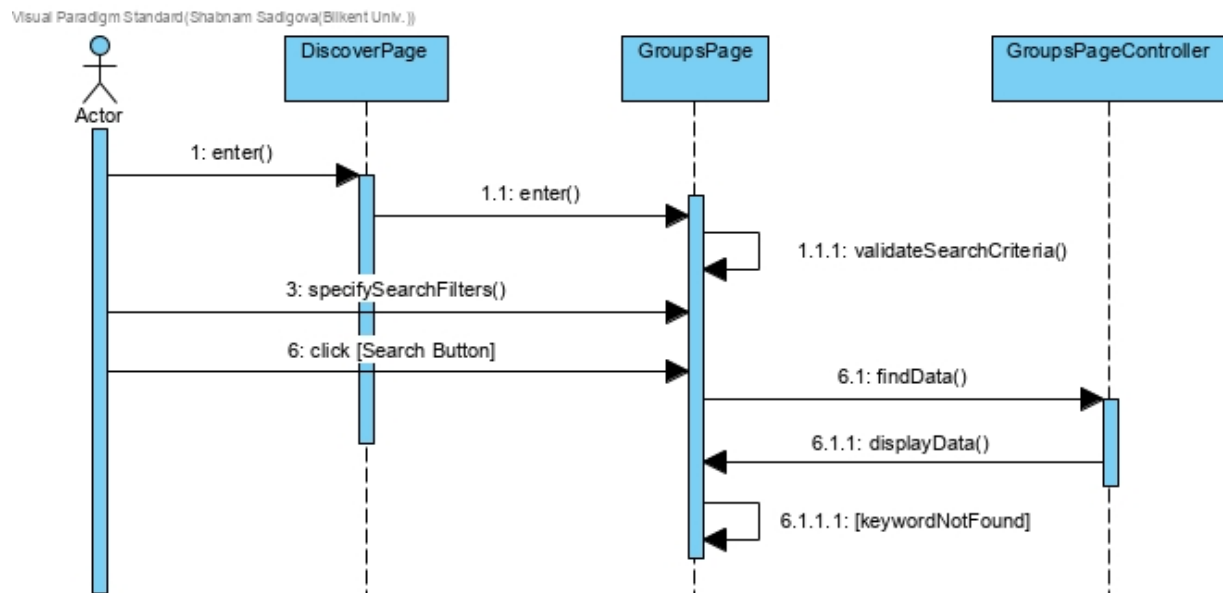 Visual Paradigm Standard(Shabnam Sadigova(Bilkent Univ.))
DiscoverPage
GroupsPage
GroupsPageController
Actor
1: enter()
1.1: enter()
1.1.1: validateSearchCriteria()
3: specifySearchFilters()
6: click [Search Button]
6.1: findData()
6.1.1: displayData()
6.1.1.1: [keywordNotFound]